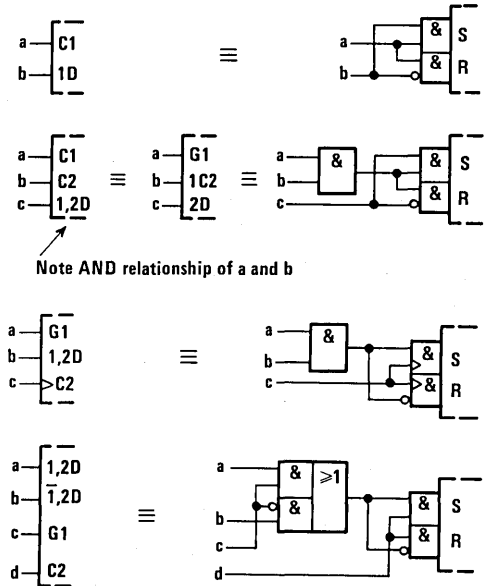 a C1 ≡ a & S
b 1D b & R
a C1 ≡ a G1 ≡ a & & S
b C2 b 1C2 b & R
c 1,2D c 2D c
Note AND relationship of a and b
a G1 ≡ a & & S
b 1,2D b & R
c C2 c
a 1,2D ≡ a & ≥1 & S
b 1̅,2D b & & R
c G1 c
d C2 d